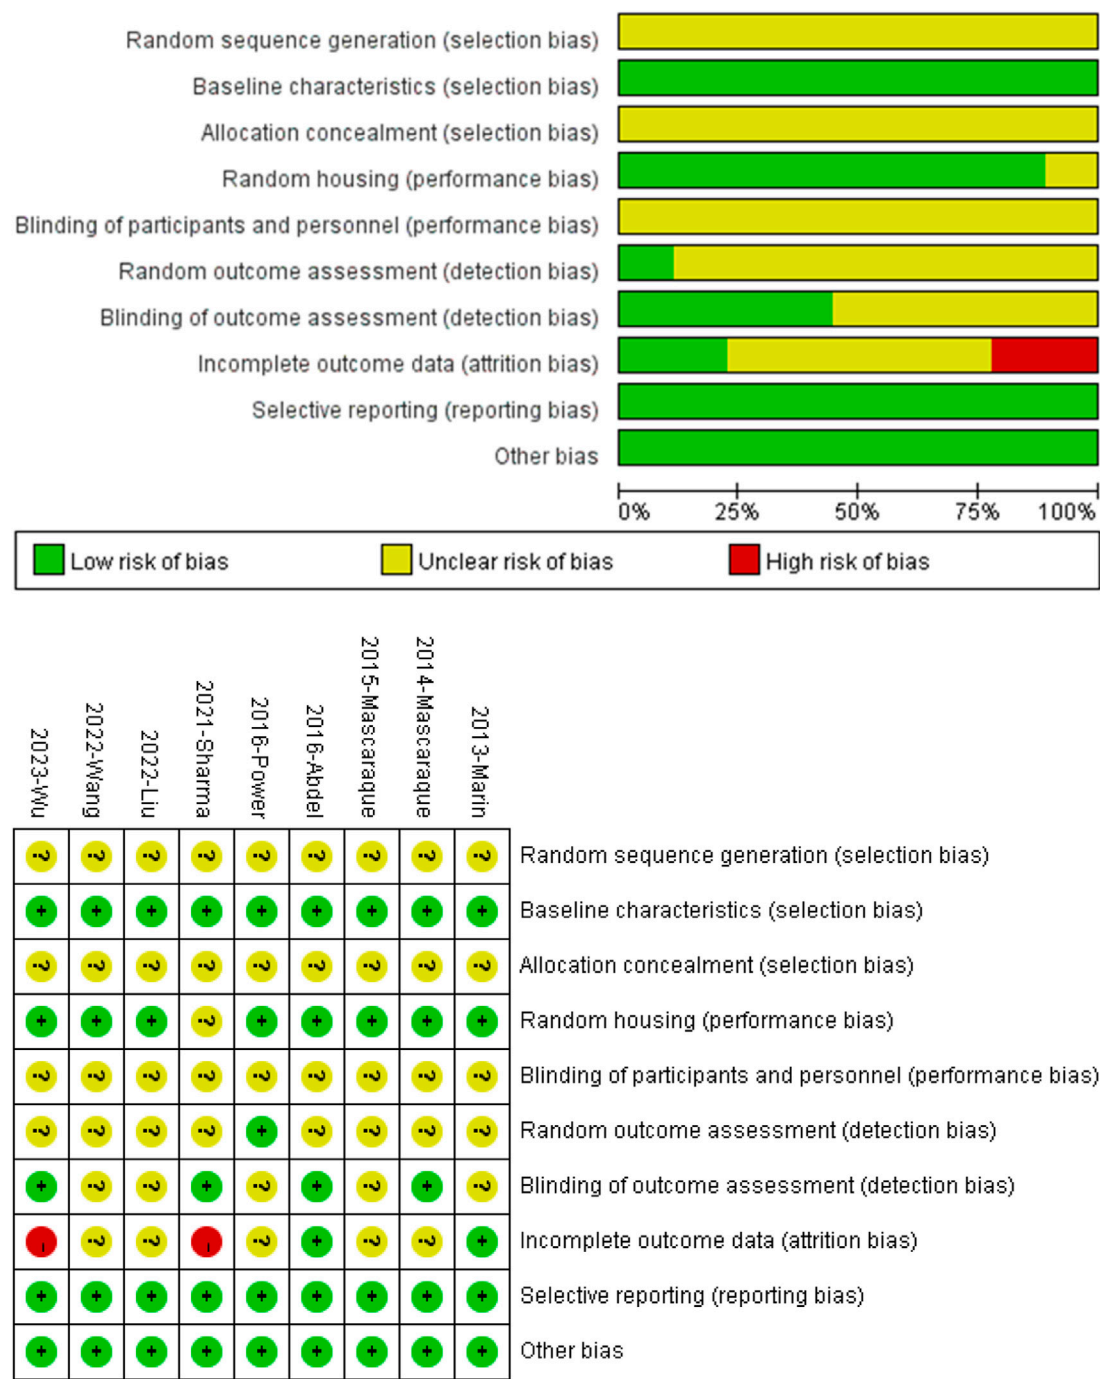 Random sequence generation (selection bias)
Baseline characteristics (selection bias)
Allocation concealment (selection bias)
Random housing (performance bias)
Blinding of participants and personnel (performance bias)
Random outcome assessment (detection bias)
Blinding of outcome assessment (detection bias)
Incomplete outcome data (attrition bias)
Selective reporting (reporting bias)
Other bias
0% 25% 50% 75% 100%
Low risk of bias Unclear risk of bias High risk of bias
2023-Wu 2022-Wang 2022-Liu 2021-Sharma 2016-Power 2016-Abdel 2015-Mascaraque 2014-Mascaraque 2013-Marin
? ? ? ? ? ? ? ? ? Random sequence generation (selection bias)
+ + + + + + + + + Baseline characteristics (selection bias)
? ? ? ? ? ? ? ? ? Allocation concealment (selection bias)
+ + + ? + + + + + Random housing (performance bias)
? ? ? ? ? ? ? ? ? Blinding of participants and personnel (performance bias)
? ? ? ? + ? ? ? ? Random outcome assessment (detection bias)
+ ? ? + ? + ? + ? Blinding of outcome assessment (detection bias)
- ? ? - ? + ? ? + Incomplete outcome data (attrition bias)
+ + + + + + + + + Selective reporting (reporting bias)
+ + + + + + + + + Other bias